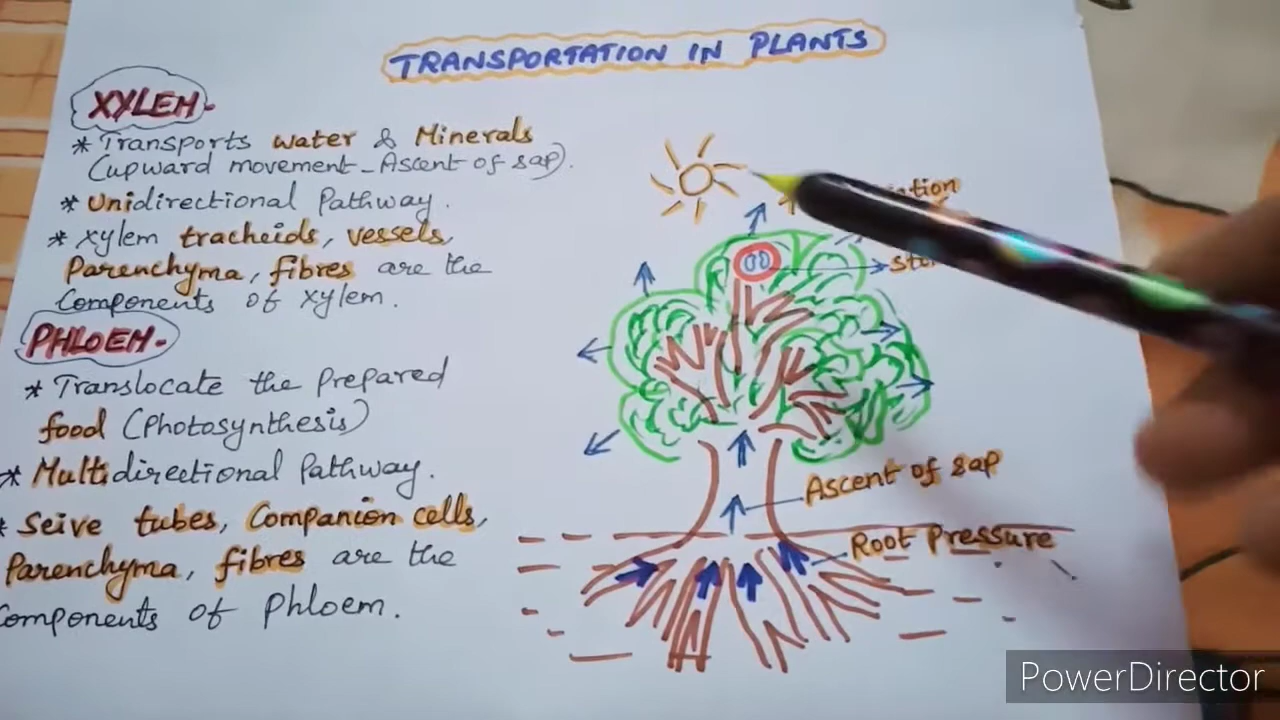 TRANSPORTATION IN PLANTS
XYLEM-
* Transports water & Minerals
(upward movement - Ascent of sap).
* Unidirectional Pathway.
* Xylem tracheids, vessels,
Parenchyma, fibres are the
Components of xylem.
PHLOEM-
* Translocate the Prepared
food (Photosynthesis)
* Multidirectional Pathway.
* Seive tubes, Companion cells,
Parenchyma, fibres are the
Components of Phloem.
Ascent of sap
Root Pressure
PowerDirector